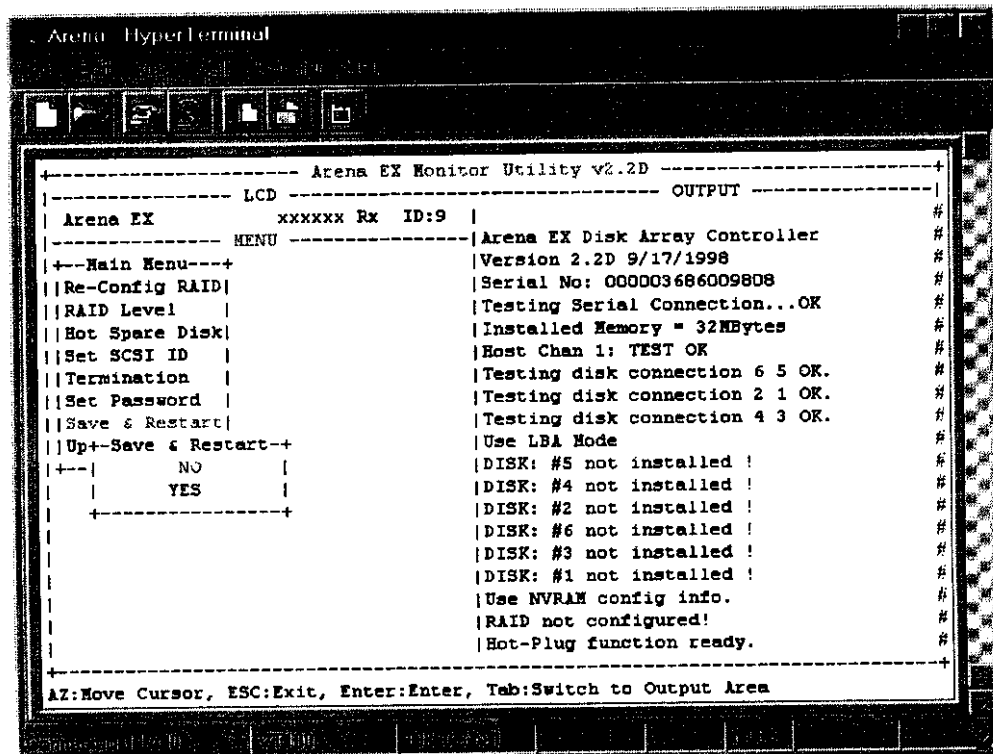 Arena HyperTerminal
Arena EX Monitor Utility v2.2D
LCD OUTPUT
Arena EX xxxxxx Rx ID:9
MENU Arena EX Disk Array Controller
+--Main Menu---+ Version 2.2D 9/17/1998
Re-Config RAID Serial No: 000003686009808
RAID Level Testing Serial Connection...OK
Hot Spare Disk Installed Memory = 32MBytes
Set SCSI ID Host Chan 1: TEST OK
Termination Testing disk connection 6 5 OK.
Set Password Testing disk connection 2 1 OK.
Save & Restart Testing disk connection 4 3 OK.
Up+-Save & Restart-+ Use LBA Mode
NO DISK: #5 not installed !
YES DISK: #4 not installed !
DISK: #2 not installed !
DISK: #6 not installed !
DISK: #3 not installed !
DISK: #1 not installed !
Use NVRAM config info.
RAID not configured!
Hot-Plug function ready.
AZ:Move Cursor, ESC:Exit, Enter:Enter, Tab:Switch to Output Area